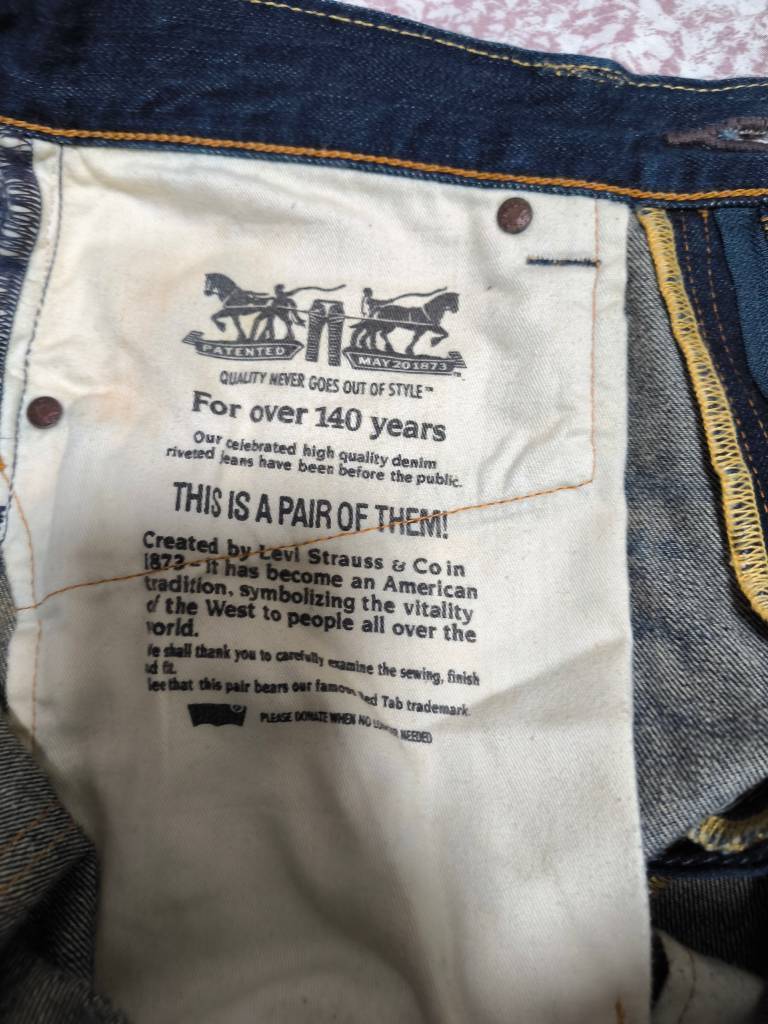 PATENTED
MAY 20 1873
QUALITY NEVER GOES OUT OF STYLE™
For over 140 years
Our celebrated high quality denim
riveted jeans have been before the public.
THIS IS A PAIR OF THEM!
Created by Levi Strauss & Co in
1873 - it has become an American
tradition, symbolizing the vitality
of the West to people all over the
orld.
e shall thank you to carefully examine the sewing, finish
d fit.
ee that this pair bears our famous ed Tab trademark.
®
PLEASE DONATE WHEN NO LONGER NEEDED